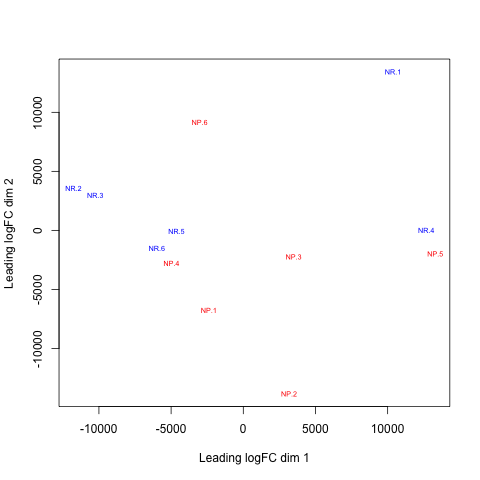 NR.1
NP.6
NR.2
NR.3
NR.5
NR.4
NR.6
NP.4
NP.3
NP.5
NP.1
NP.2
10000
5000
0
-5000
-10000
Leading logFC dim 2
-10000 -5000 0 5000 10000
Leading logFC dim 1